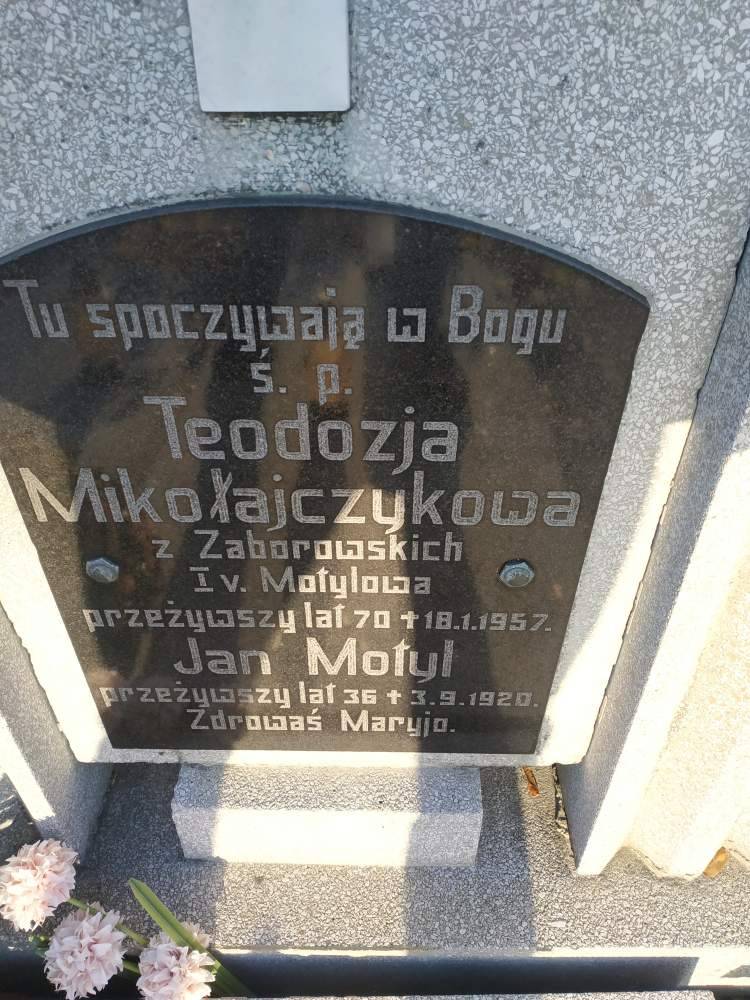 Tu spoczywają w Bogu
ś. p.
Teodozja
Mikołajczykowa
z Zaborowskich
I v. Motylowa
przeżywszy lat 70 + 18.1.1957.
Jan Motyl
przeżywszy lat 36 + 3.9.1920.
Zdrowaś Maryjo.